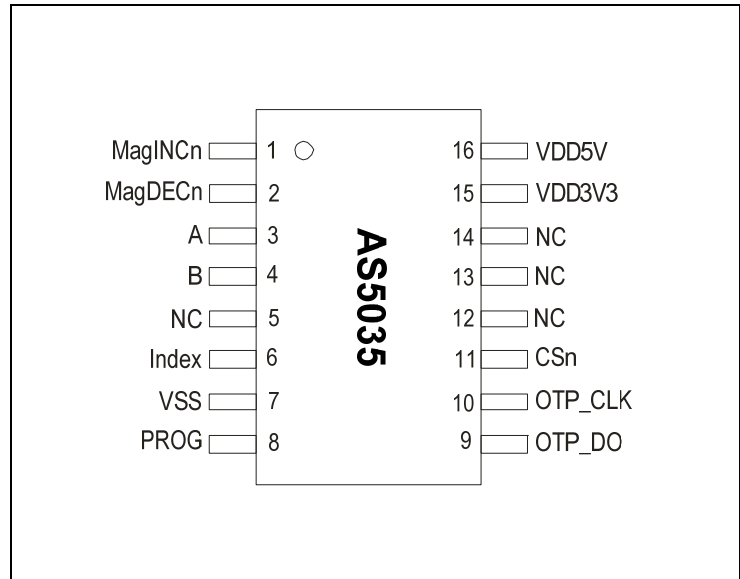 MagINCn 1 16 VDD5V
MagDECn 2 15 VDD3V3
A 3 14 NC
B 4 13 NC
NC 5 12 NC
Index 6 11 CSn
VSS 7 10 OTP_CLK
PROG 8 9 OTP_DO
AS5035